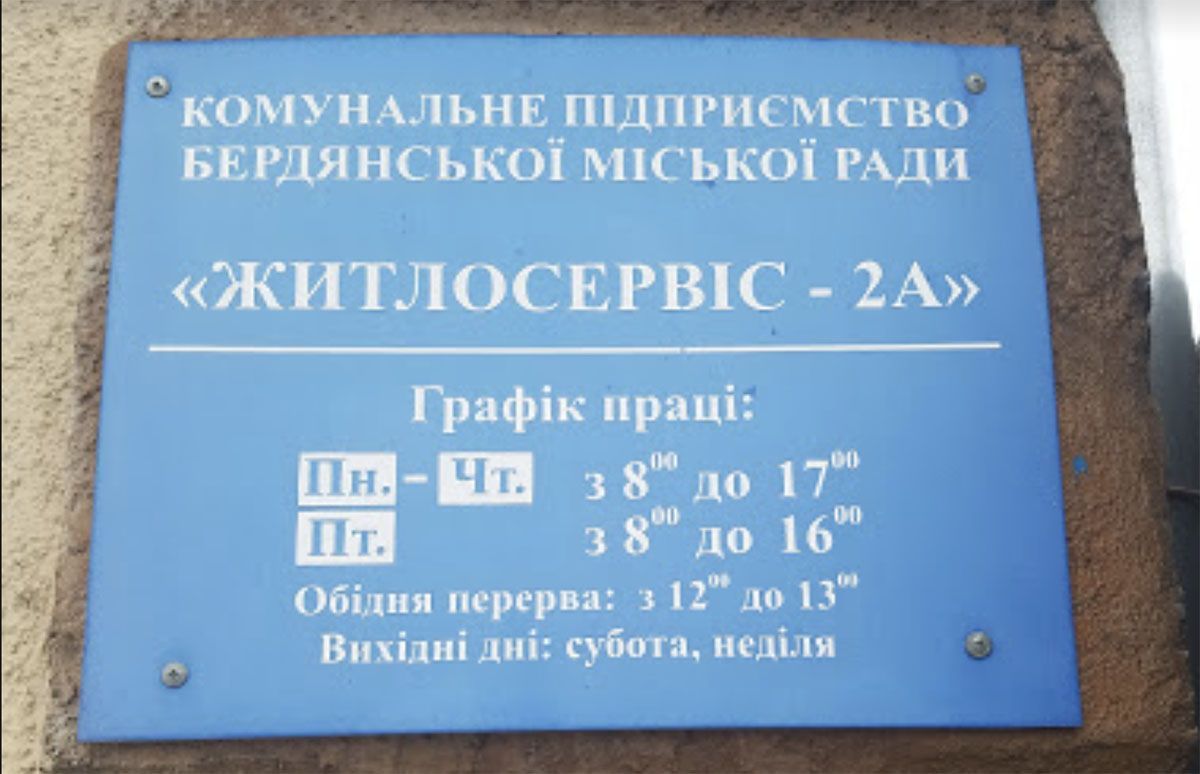 КОМУНАЛЬНЕ ПІДПРИЄМСТВО
БЕРДЯНСЬКОЇ МІСЬКОЇ РАДИ
«ЖИТЛОСЕРВІС - 2А»
Графік праці:
Пн. - Чт. з 8⁰⁰ до 17⁰⁰
Пт. з 8⁰⁰ до 16⁰⁰
Обідня перерва: з 12⁰⁰ до 13⁰⁰
Вихідні дні: субота, неділя